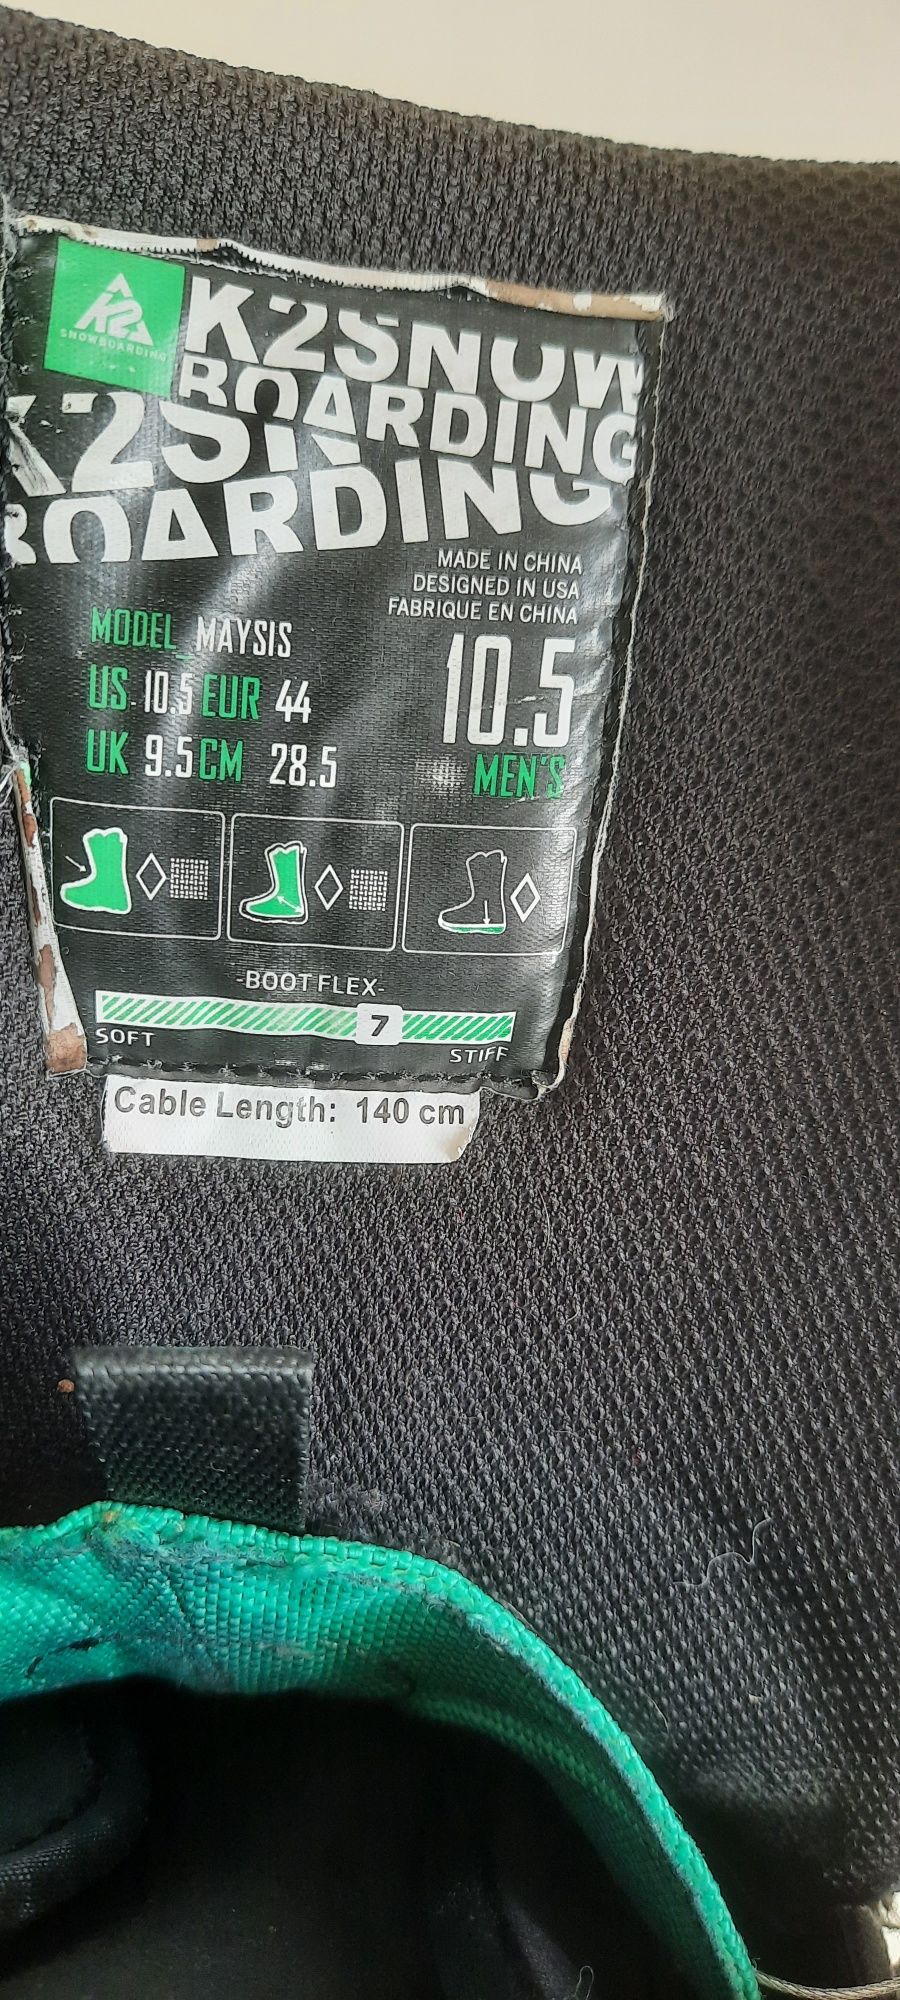 K2
SNOWBOARDING
K2SNOW
BOARDING
K2SN
BOARDING
MADE IN CHINA
DESIGNED IN USA
FABRIQUE EN CHINA
MODEL MAYSIS
10.5
US 10.5 EUR 44
UK 9.5 CM 28.5
MEN'S
-BOOT FLEX-
7
SOFT
STIFF
Cable Length: 140 cm